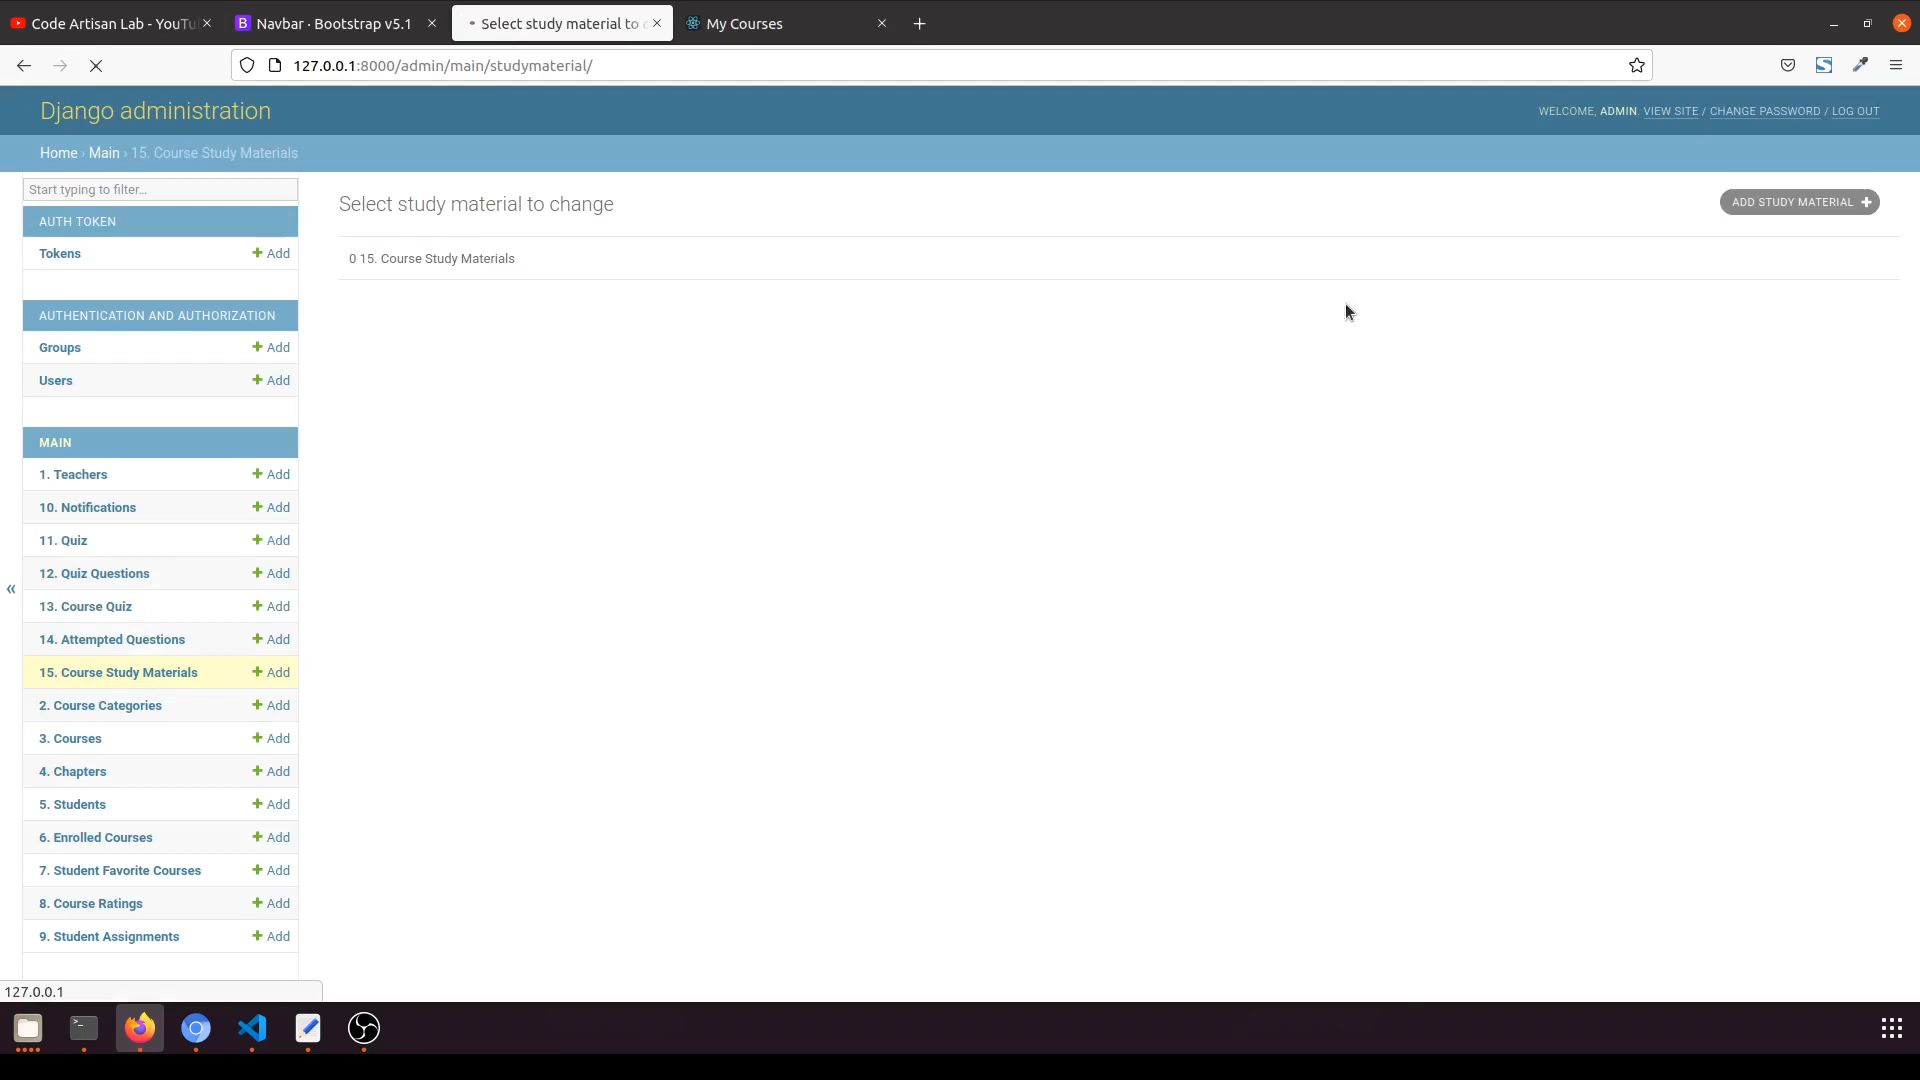 Code Artisan Lab - YouTu
Navbar · Bootstrap v5.1
Select study material to c
My Courses
127.0.0.1:8000/admin/main/studymaterial/
Django administration
WELCOME, ADMIN. VIEW SITE / CHANGE PASSWORD / LOG OUT
Home › Main › 15. Course Study Materials
Start typing to filter...
AUTH TOKEN
Tokens + Add
AUTHENTICATION AND AUTHORIZATION
Groups + Add
Users + Add
MAIN
1. Teachers + Add
10. Notifications + Add
11. Quiz + Add
12. Quiz Questions + Add
13. Course Quiz + Add
14. Attempted Questions + Add
15. Course Study Materials + Add
2. Course Categories + Add
3. Courses + Add
4. Chapters + Add
5. Students + Add
6. Enrolled Courses + Add
7. Student Favorite Courses + Add
8. Course Ratings + Add
9. Student Assignments + Add
«
Select study material to change
ADD STUDY MATERIAL +
0 15. Course Study Materials
127.0.0.1